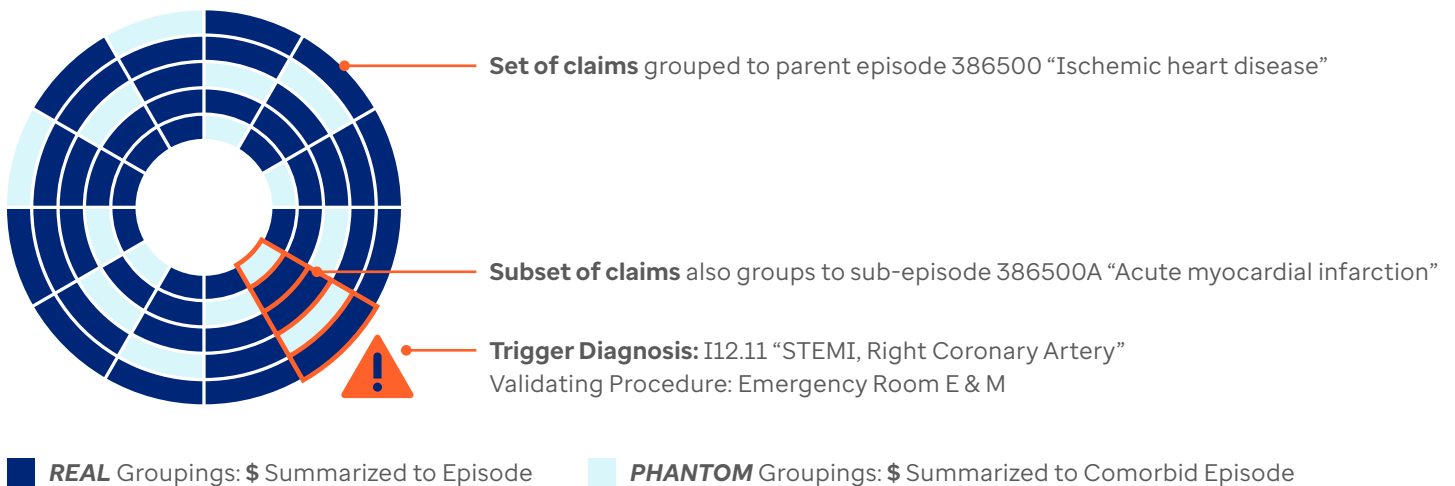 Set of claims grouped to parent episode 386500 “Ischemic heart disease”
Subset of claims also groups to sub-episode 386500A “Acute myocardial infarction”
Trigger Diagnosis: I12.11 “STEMI, Right Coronary Artery”
Validating Procedure: Emergency Room E & M
REAL Groupings: $ Summarized to Episode
PHANTOM Groupings: $ Summarized to Comorbid Episode